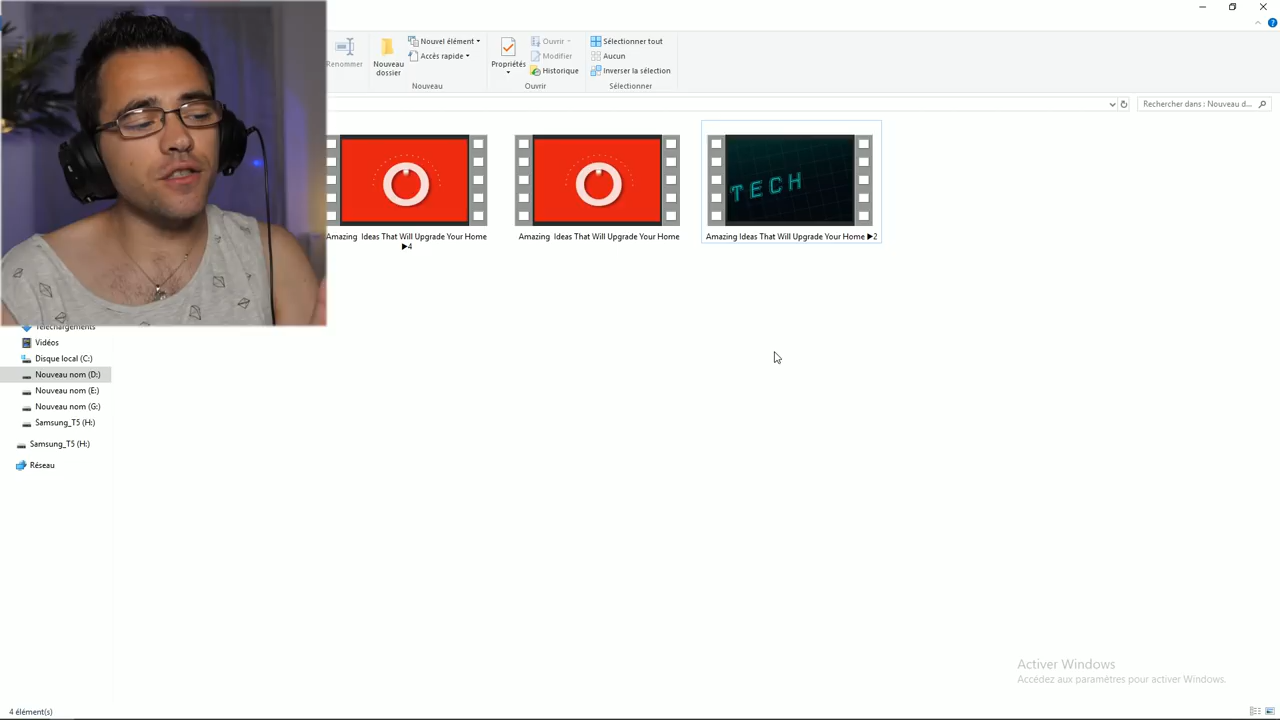 Renommer
Nouveau
dossier
Nouvel élément
Accès rapide
Nouveau
Propriétés
Ouvrir
Modifier
Historique
Ouvrir
Sélectionner tout
Aucun
Inverser la sélection
Sélectionner
Rechercher dans : Nouveau d...
TECH
Amazing Ideas That Will Upgrade Your Home
▶4
Amazing Ideas That Will Upgrade Your Home
Amazing Ideas That Will Upgrade Your Home ▶2
Téléchargements
Vidéos
Disque local (C:)
Nouveau nom (D:)
Nouveau nom (E:)
Nouveau nom (G:)
Samsung_T5 (H:)
Samsung_T5 (H:)
Réseau
Activer Windows
Accédez aux paramètres pour activer Windows.
4 élément(s)